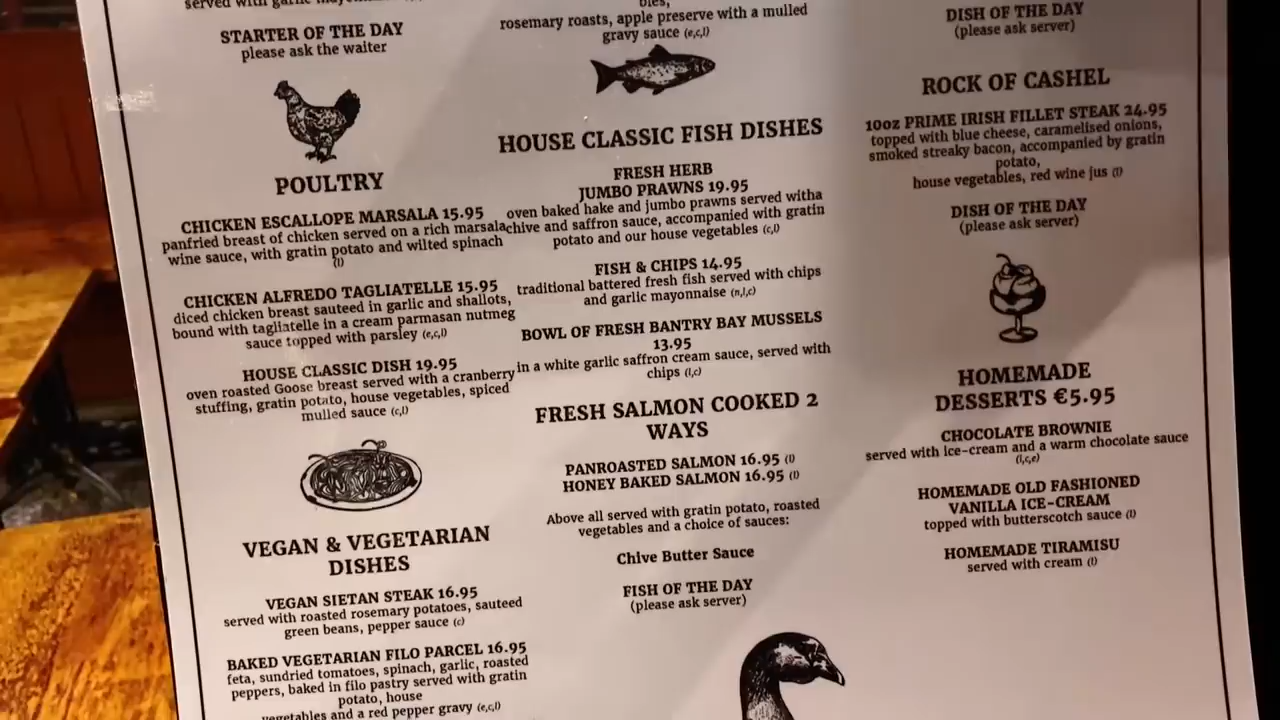 served with garlic
STARTER OF THE DAY
please ask the waiter
POULTRY
CHICKEN ESCALLOPE MARSALA 15.95
panfried breast of chicken served on a rich marsala
wine sauce, with gratin potato and wilted spinach
(l)
CHICKEN ALFREDO TAGLIATELLE 15.95
diced chicken breast sauteed in garlic and shallots,
bound with tagliatelle in a cream parmasan nutmeg
sauce topped with parsley (e,c,l)
HOUSE CLASSIC DISH 19.95
oven roasted Goose breast served with a cranberry
stuffing, gratin potato, house vegetables, spiced
mulled sauce (c,l)
VEGAN & VEGETARIAN
DISHES
VEGAN SIETAN STEAK 16.95
served with roasted rosemary potatoes, sauteed
green beans, pepper sauce (c)
BAKED VEGETARIAN FILO PARCEL 16.95
feta, sundried tomatoes, spinach, garlic, roasted
peppers, baked in filo pastry served with gratin
potato, house
vegetables and a red pepper gravy (e,c,l)
rosemary roasts, apple preserve with a mulled
gravy sauce (e,c,l)
HOUSE CLASSIC FISH DISHES
FRESH HERB
JUMBO PRAWNS 19.95
oven baked hake and jumbo prawns served witha
chive and saffron sauce, accompanied with gratin
potato and our house vegetables (c,l)
FISH & CHIPS 14.95
traditional battered fresh fish served with chips
and garlic mayonnaise (n,l,c)
BOWL OF FRESH BANTRY BAY MUSSELS
13.95
in a white garlic saffron cream sauce, served with
chips (l,c)
FRESH SALMON COOKED 2
WAYS
PANROASTED SALMON 16.95 (l)
HONEY BAKED SALMON 16.95 (l)
Above all served with gratin potato, roasted
vegetables and a choice of sauces:
Chive Butter Sauce
FISH OF THE DAY
(please ask server)
DISH OF THE DAY
(please ask server)
ROCK OF CASHEL
10oz PRIME IRISH FILLET STEAK 24.95
topped with blue cheese, caramelised onions,
smoked streaky bacon, accompanied by gratin
potato,
house vegetables, red wine jus (l)
DISH OF THE DAY
(please ask server)
HOMEMADE
DESSERTS €5.95
CHOCOLATE BROWNIE
served with ice-cream and a warm chocolate sauce
(l,c,e)
HOMEMADE OLD FASHIONED
VANILLA ICE-CREAM
topped with butterscotch sauce (l)
HOMEMADE TIRAMISU
served with cream (l)